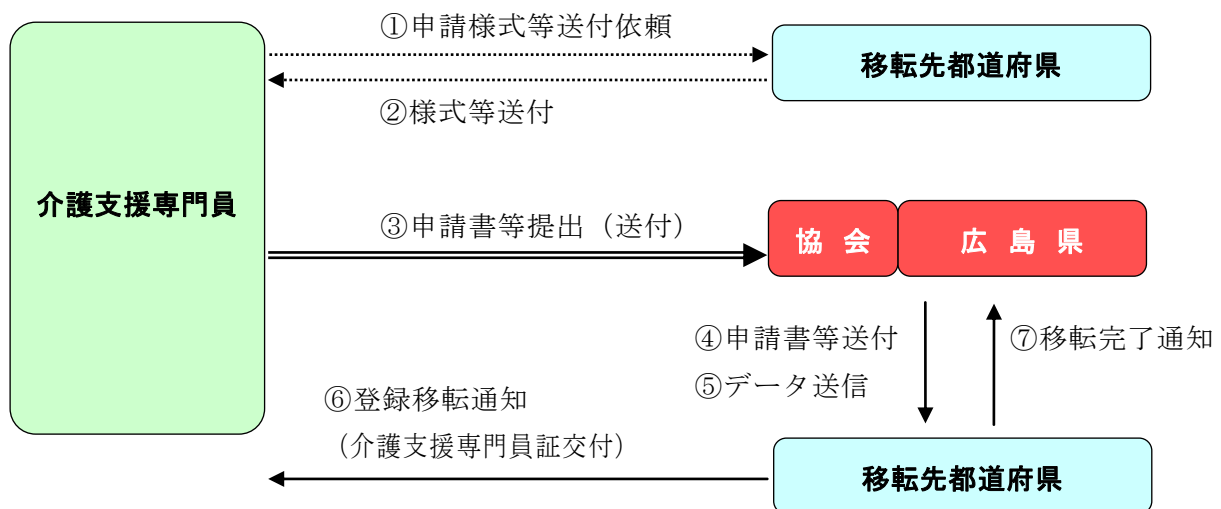 ①申請様式等送付依頼
移転先都道府県
②様式等送付
介護支援専門員
③申請書等提出（送付）
協 会
広 島 県
④申請書等送付
⑦移転完了通知
⑤データ送信
⑥登録移転通知
（介護支援専門員証交付）
移転先都道府県